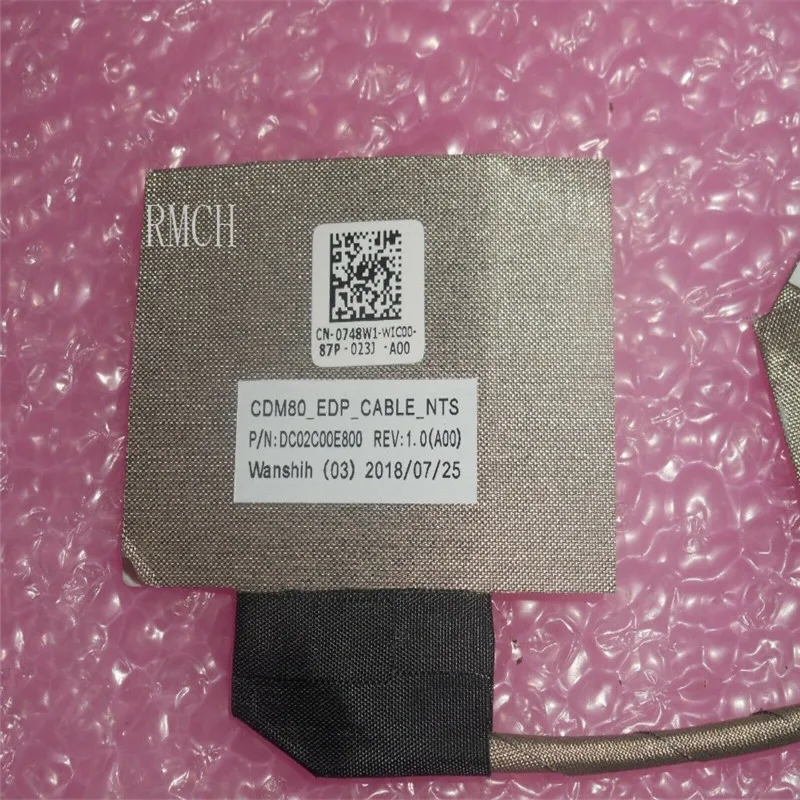 RMCH
CN-0748W1-WIC00-
87P-023J -A00
CDM80_EDP_CABLE_NTS
P/N:DC02C00E800 REV:1.0(A00)
Wanshih (03) 2018/07/25